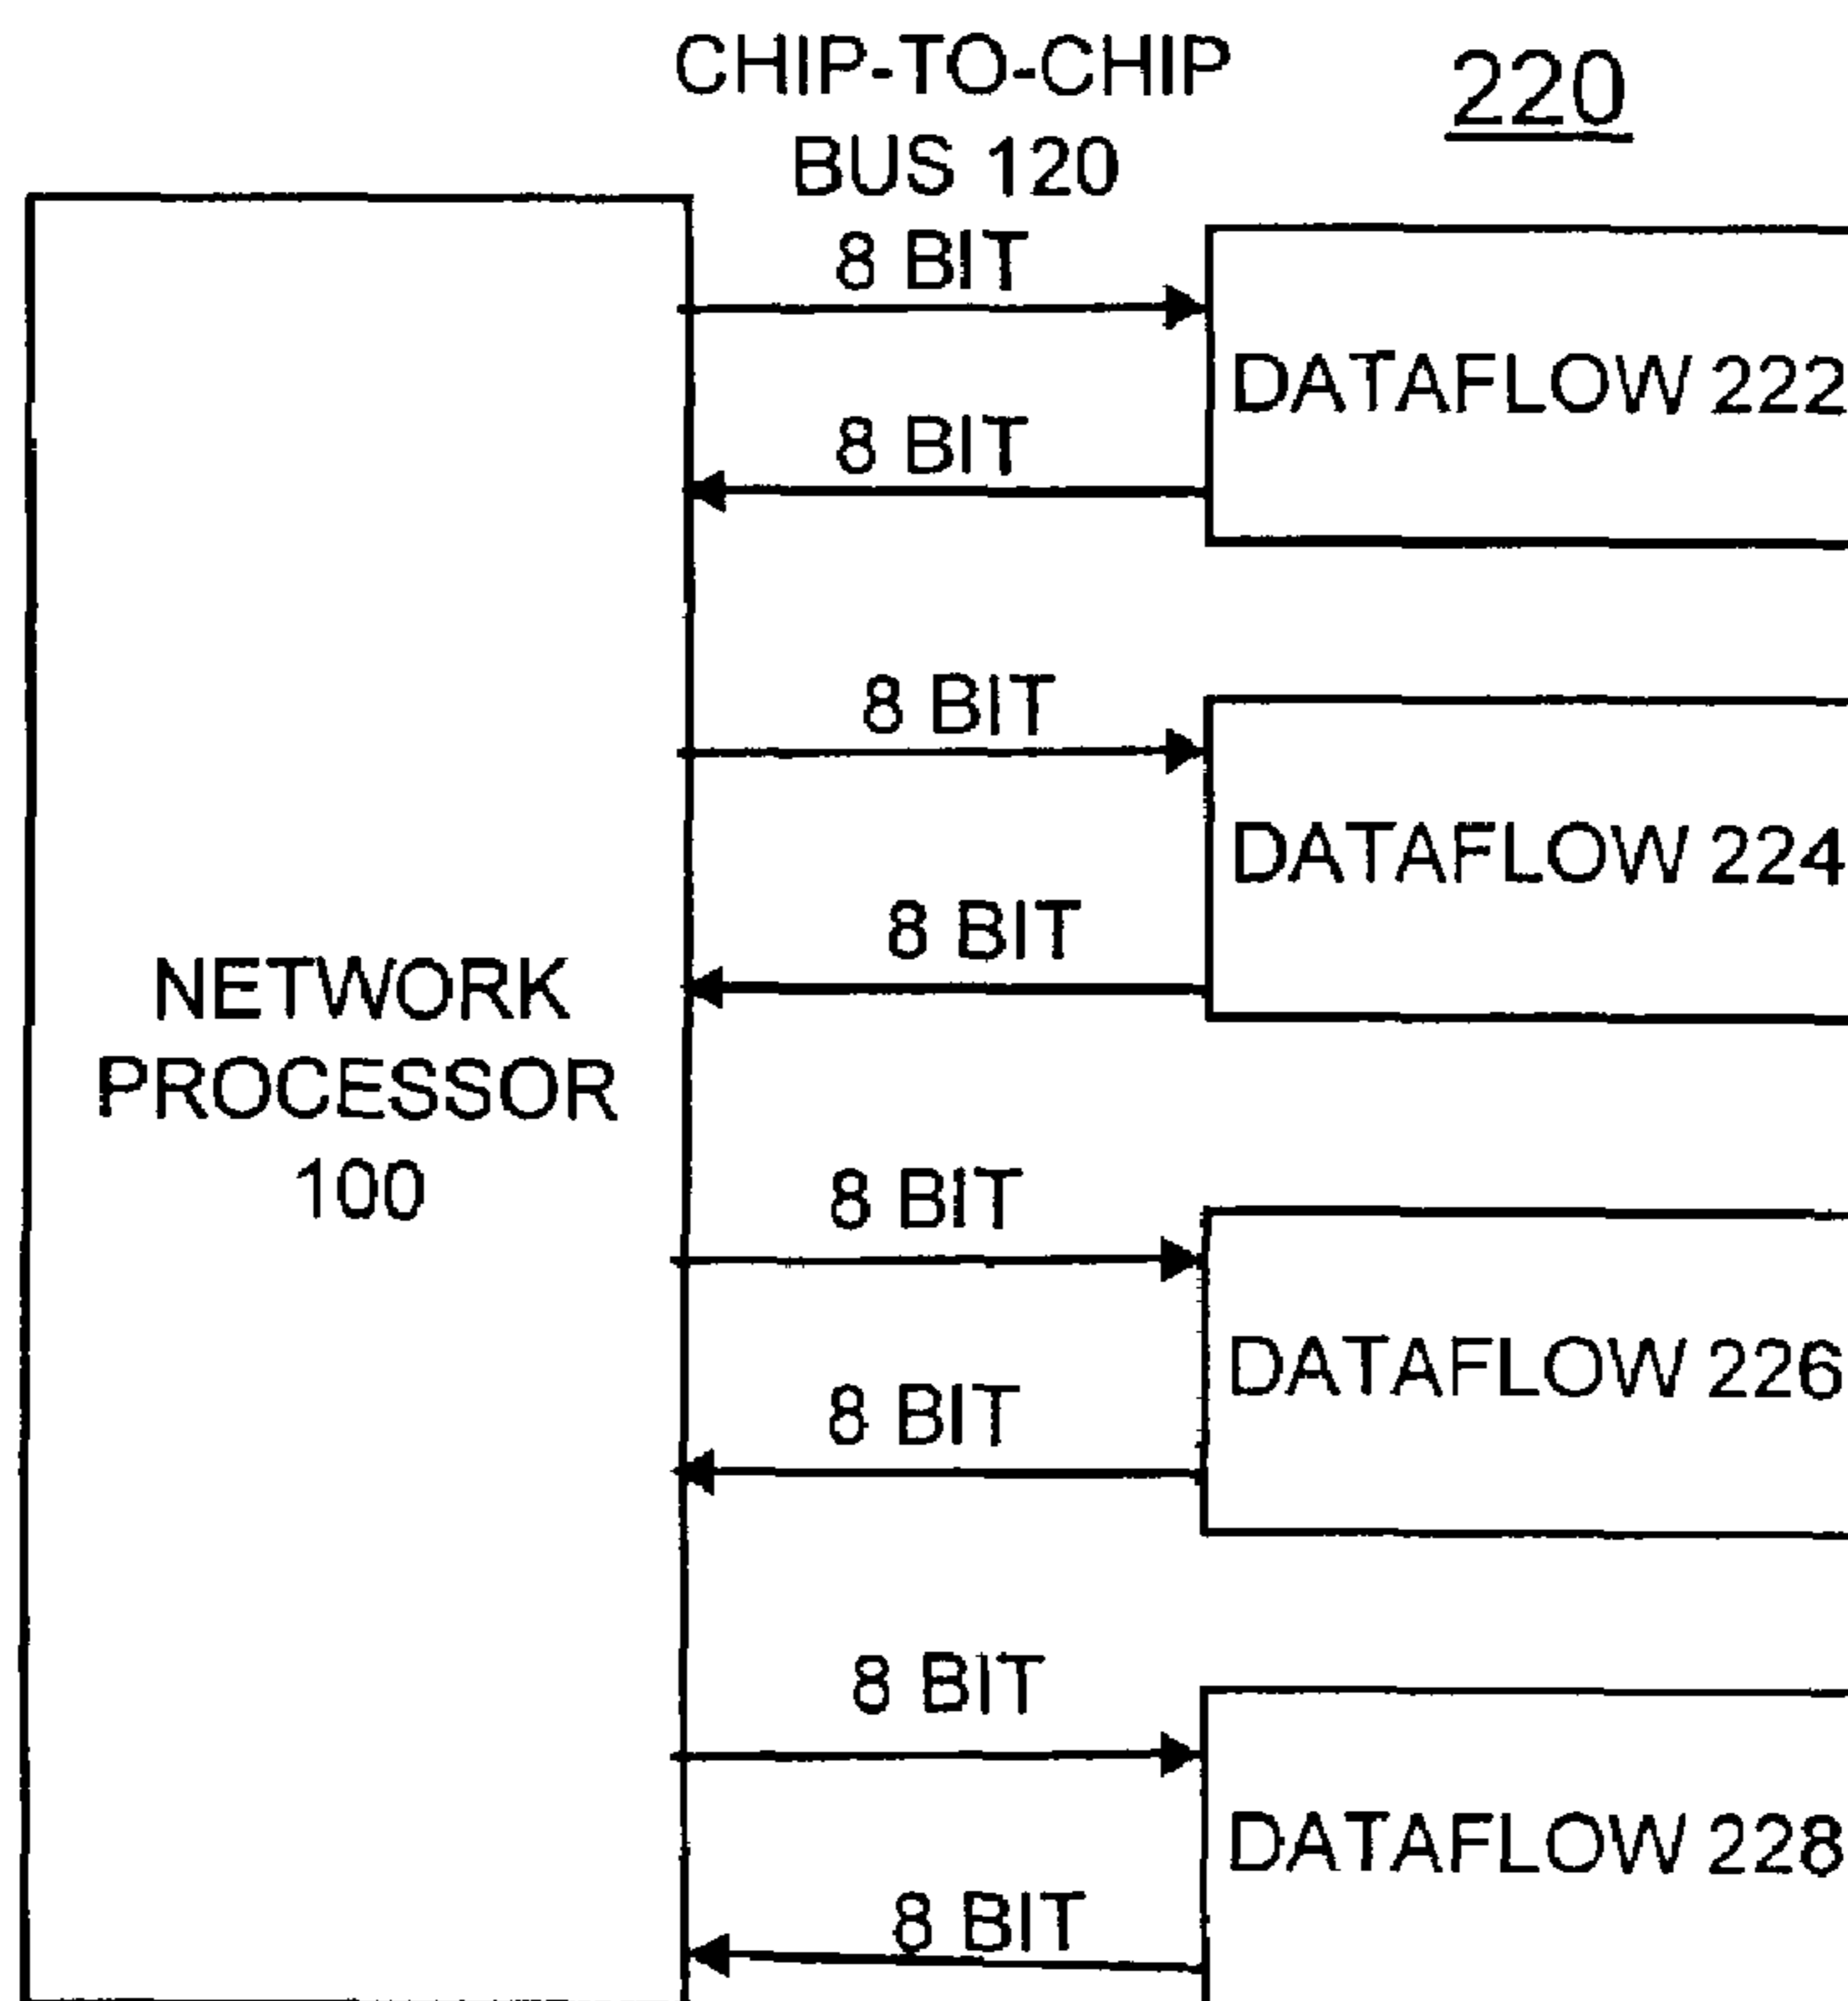 CHIP-TO-CHIP
BUS 120
220
8 BIT
DATAFLOW 222
8 BIT
8 BIT
DATAFLOW 224
8 BIT
NETWORK
PROCESSOR
100
8 BIT
DATAFLOW 226
8 BIT
8 BIT
DATAFLOW 228
8 BIT